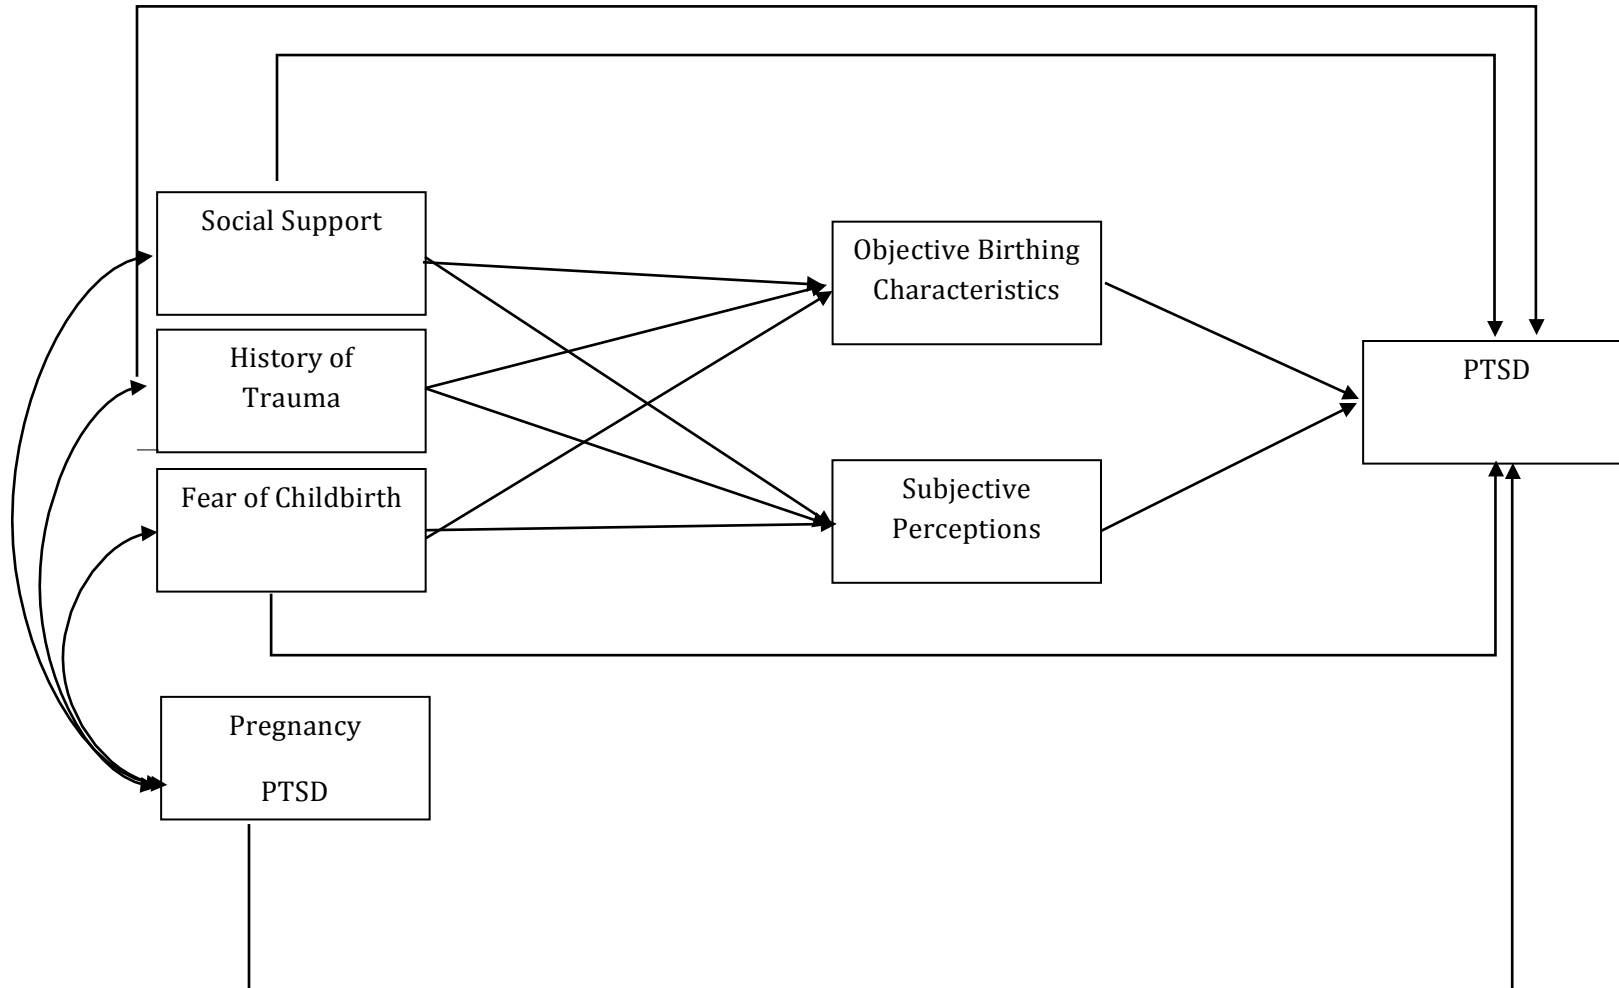 Social Support
History of
Trauma
Fear of Childbirth
Pregnancy
PTSD
Objective Birthing
Characteristics
Subjective
Perceptions
PTSD